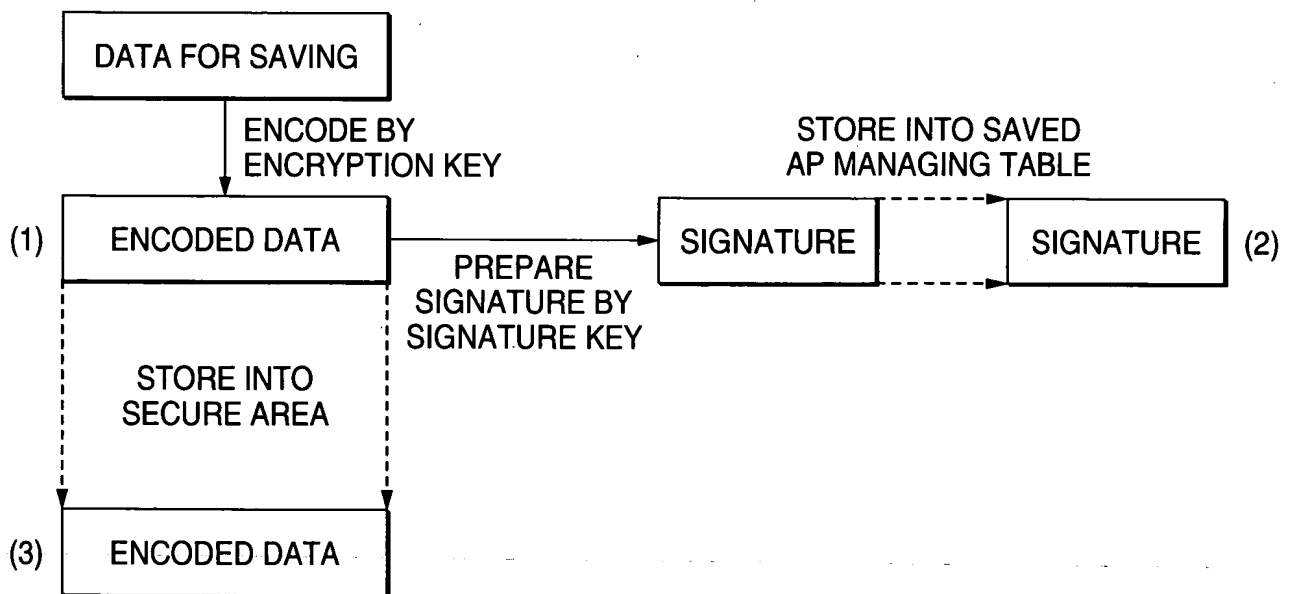 DATA FOR SAVING
ENCODE BY
ENCRYPTION KEY
STORE INTO SAVED
AP MANAGING TABLE
(1)
ENCODED DATA
SIGNATURE
SIGNATURE
(2)
PREPARE
SIGNATURE BY
SIGNATURE KEY
STORE INTO
SECURE AREA
(3)
ENCODED DATA